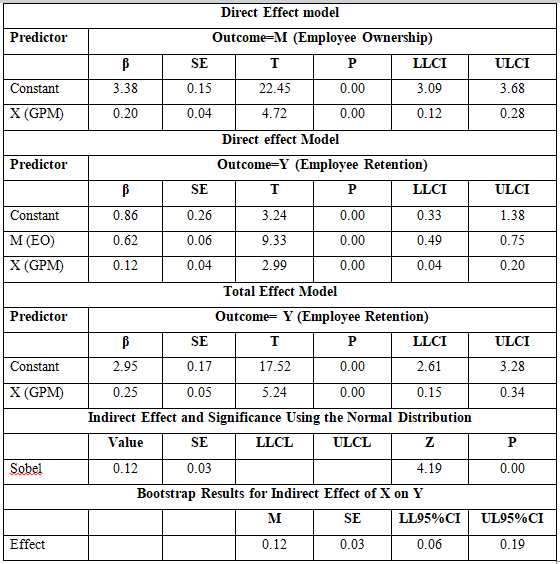 Direct Effect model
Predictor Outcome=M (Employee Ownership)
β SE T P LLCI ULCI
Constant 3.38 0.15 22.45 0.00 3.09 3.68
X (GPM) 0.20 0.04 4.72 0.00 0.12 0.28
Direct effect Model
Predictor Outcome=Y (Employee Retention)
β SE T P LLCI ULCI
Constant 0.86 0.26 3.24 0.00 0.33 1.38
M (EO) 0.62 0.06 9.33 0.00 0.49 0.75
X (GPM) 0.12 0.04 2.99 0.00 0.04 0.20
Total Effect Model
Predictor Outcome= Y (Employee Retention)
β SE T P LLCI ULCI
Constant 2.95 0.17 17.52 0.00 2.61 3.28
X (GPM) 0.25 0.05 5.24 0.00 0.15 0.34
Indirect Effect and Significance Using the Normal Distribution
Value SE LLCL ULCL Z P
Sobel 0.12 0.03 4.19 0.00
Bootstrap Results for Indirect Effect of X on Y
M SE LL95%CI UL95%CI
Effect 0.12 0.03 0.06 0.19